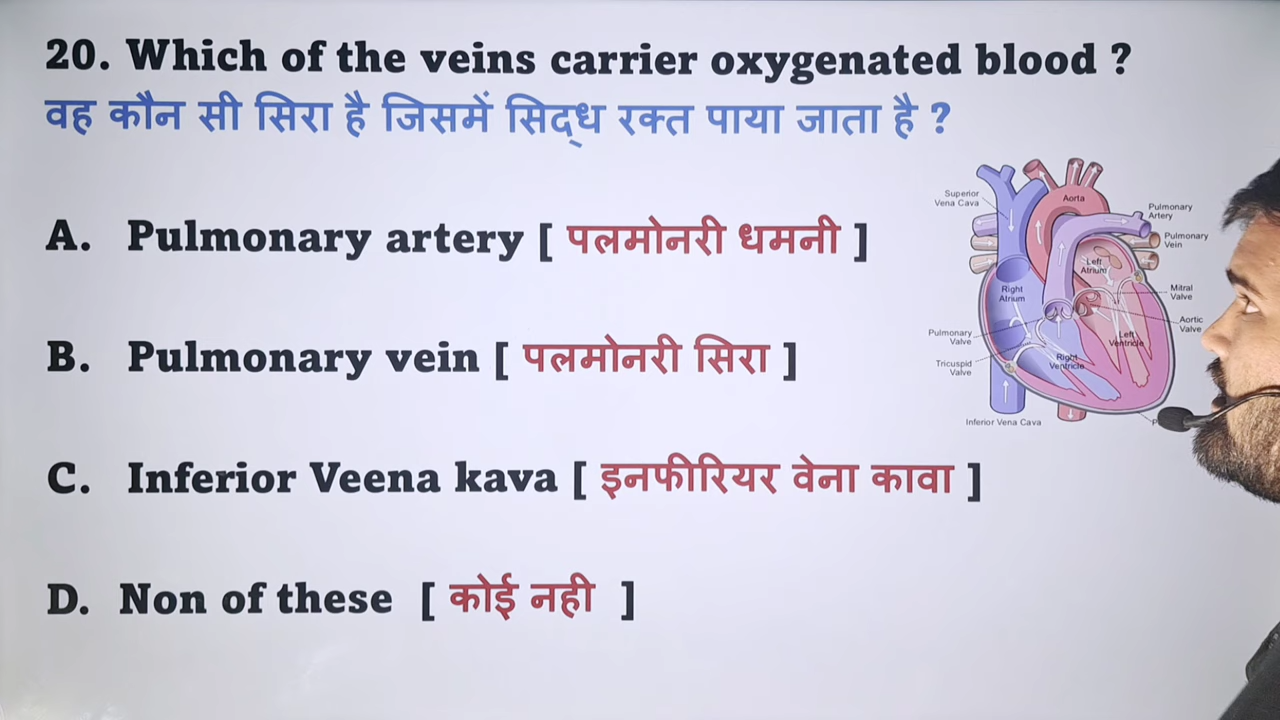 20. Which of the veins carrier oxygenated blood ?
वह कौन सी सिरा है जिसमें सिद्ध रक्त पाया जाता है ?
A. Pulmonary artery [ पलमोनरी धमनी ]
B. Pulmonary vein [ पलमोनरी सिरा ]
C. Inferior Veena kava [ इनफीरियर वेना कावा ]
D. Non of these [ कोई नही ]
Superior
Vena Cava
Aorta
Pulmonary
Artery
Pulmonary
Vein
Left
Atrium
Right
Atrium
Mitral
Valve
Aortic
Valve
Pulmonary
Valve
Left
Ventricle
Right
Ventricle
Tricuspid
Valve
Inferior Vena Cava